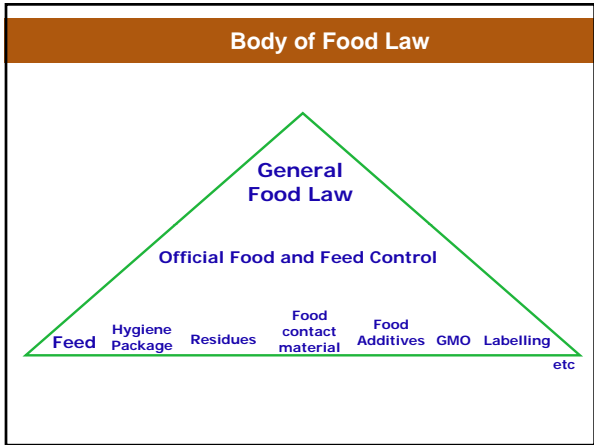 Body of Food Law
General
Food Law
Official Food and Feed Control
Feed
Hygiene
Package
Residues
Food
contact
material
Food
Additives
GMO
Labelling
etc